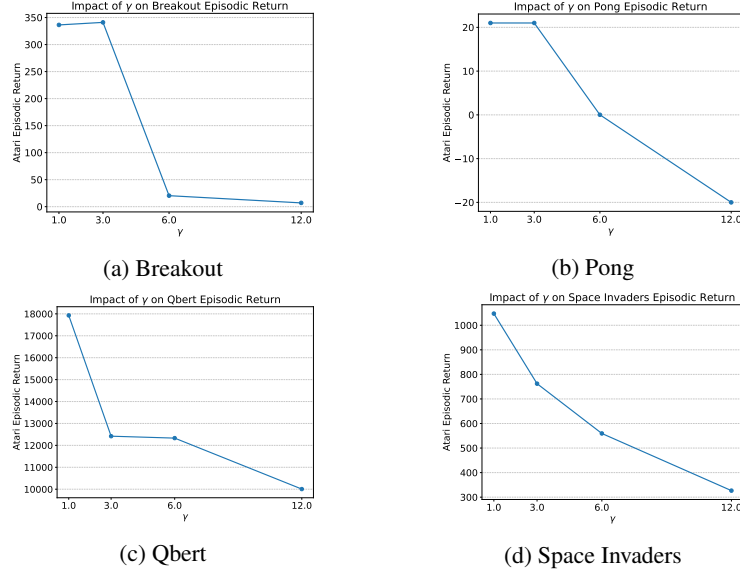 Impact of γ on Breakout Episodic Return
350
300
250
200
150
100
50
0
Atari Episodic Return
1.0 3.0 6.0 12.0
γ
(a) Breakout
Impact of γ on Pong Episodic Return
20
10
0
−10
−20
Atari Episodic Return
1.0 3.0 6.0 12.0
γ
(b) Pong
Impact of γ on Qbert Episodic Return
18000
17000
16000
15000
14000
13000
12000
11000
10000
Atari Episodic Return
1.0 3.0 6.0 12.0
γ
(c) Qbert
Impact of γ on Space Invaders Episodic Return
1000
900
800
700
600
500
400
300
Atari Episodic Return
1.0 3.0 6.0 12.0
γ
(d) Space Invaders